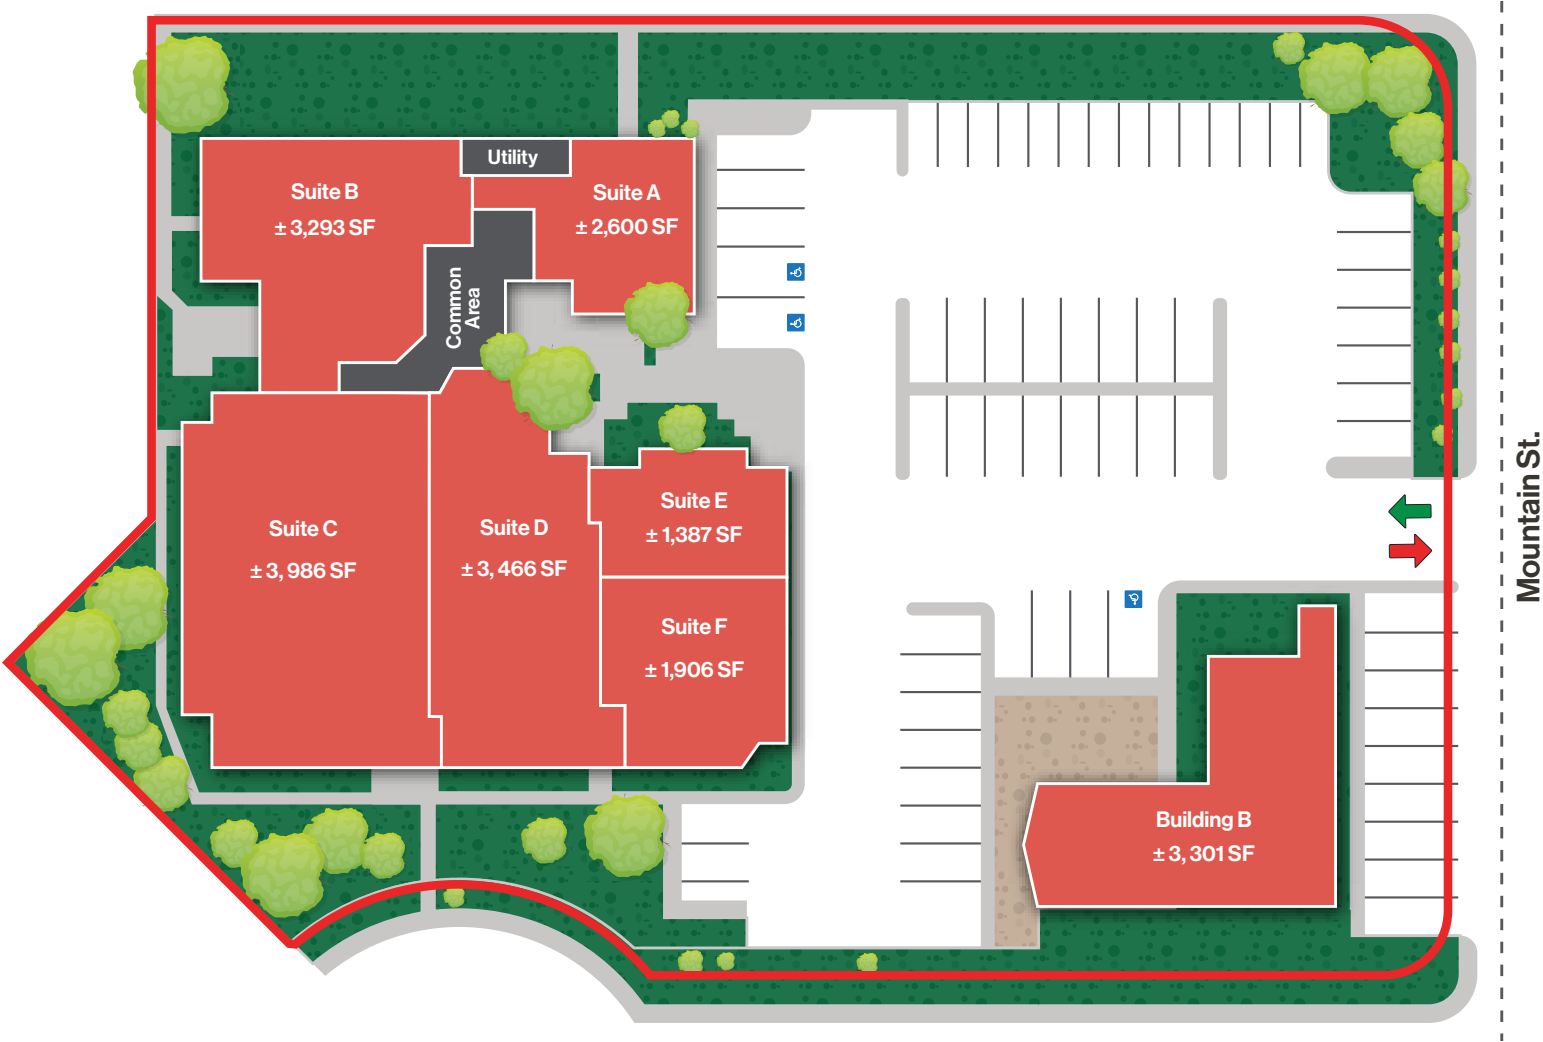 Utility
Suite B
± 3,293 SF
Suite A
± 2,600 SF
Common
Area
Suite C
± 3, 986 SF
Suite D
± 3, 466 SF
Suite E
± 1,387 SF
Suite F
± 1,906 SF
Building B
± 3, 301 SF
Mountain St.